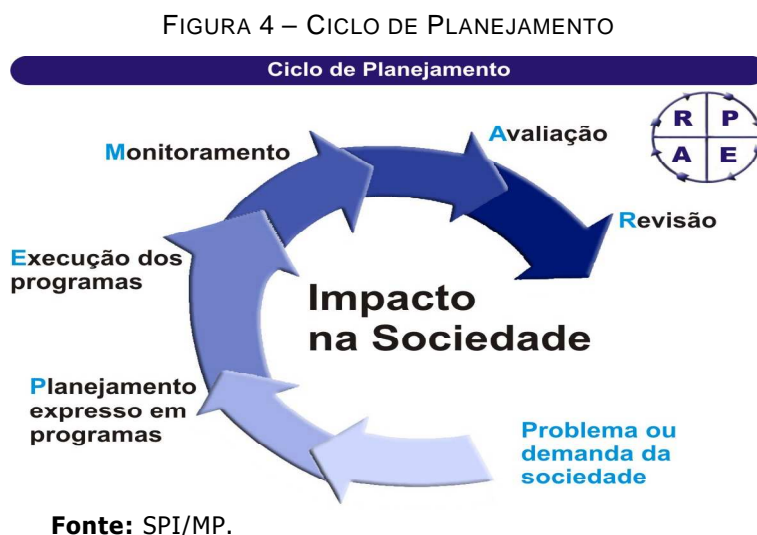 FIGURA 4 – CICLO DE PLANEJAMENTO
Ciclo de Planejamento
R P
A E
Avaliação
Monitoramento
Revisão
Execução dos
programas
Impacto
na Sociedade
Planejamento
expresso em
programas
Problema ou
demanda da
sociedade
Fonte: SPI/MP.